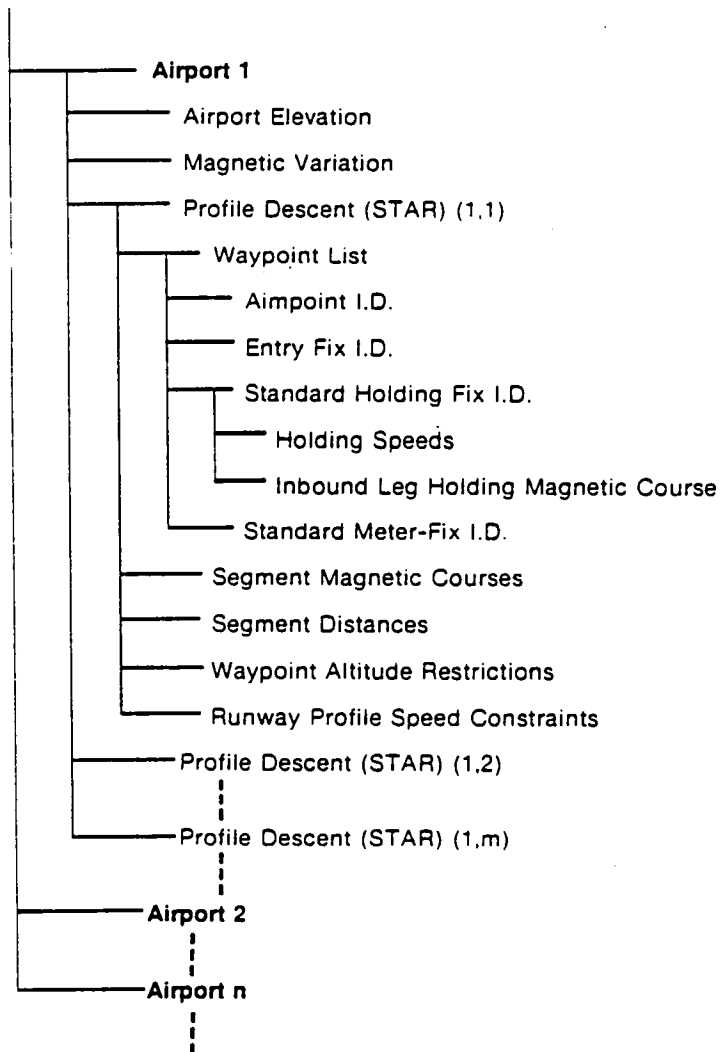 Airport 1
Airport Elevation
Magnetic Variation
Profile Descent (STAR) (1,1)
Waypoint List
Aimpoint I.D.
Entry Fix I.D.
Standard Holding Fix I.D.
Holding Speeds
Inbound Leg Holding Magnetic Course
Standard Meter-Fix I.D.
Segment Magnetic Courses
Segment Distances
Waypoint Altitude Restrictions
Runway Profile Speed Constraints
Profile Descent (STAR) (1,2)
Profile Descent (STAR) (1,m)
Airport 2
Airport n